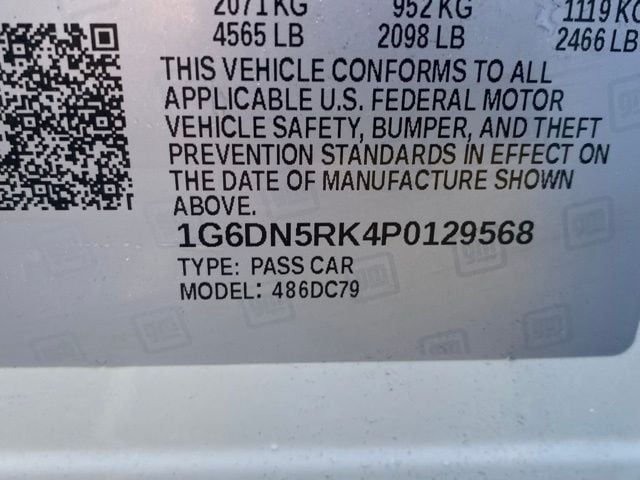 2071 KG 952 KG 1119 KG
4565 LB 2098 LB 2466 LB
THIS VEHICLE CONFORMS TO ALL
APPLICABLE U.S. FEDERAL MOTOR
VEHICLE SAFETY, BUMPER, AND THEFT
PREVENTION STANDARDS IN EFFECT ON
THE DATE OF MANUFACTURE SHOWN
ABOVE.
1G6DN5RK4P0129568
TYPE: PASS CAR
MODEL: 486DC79